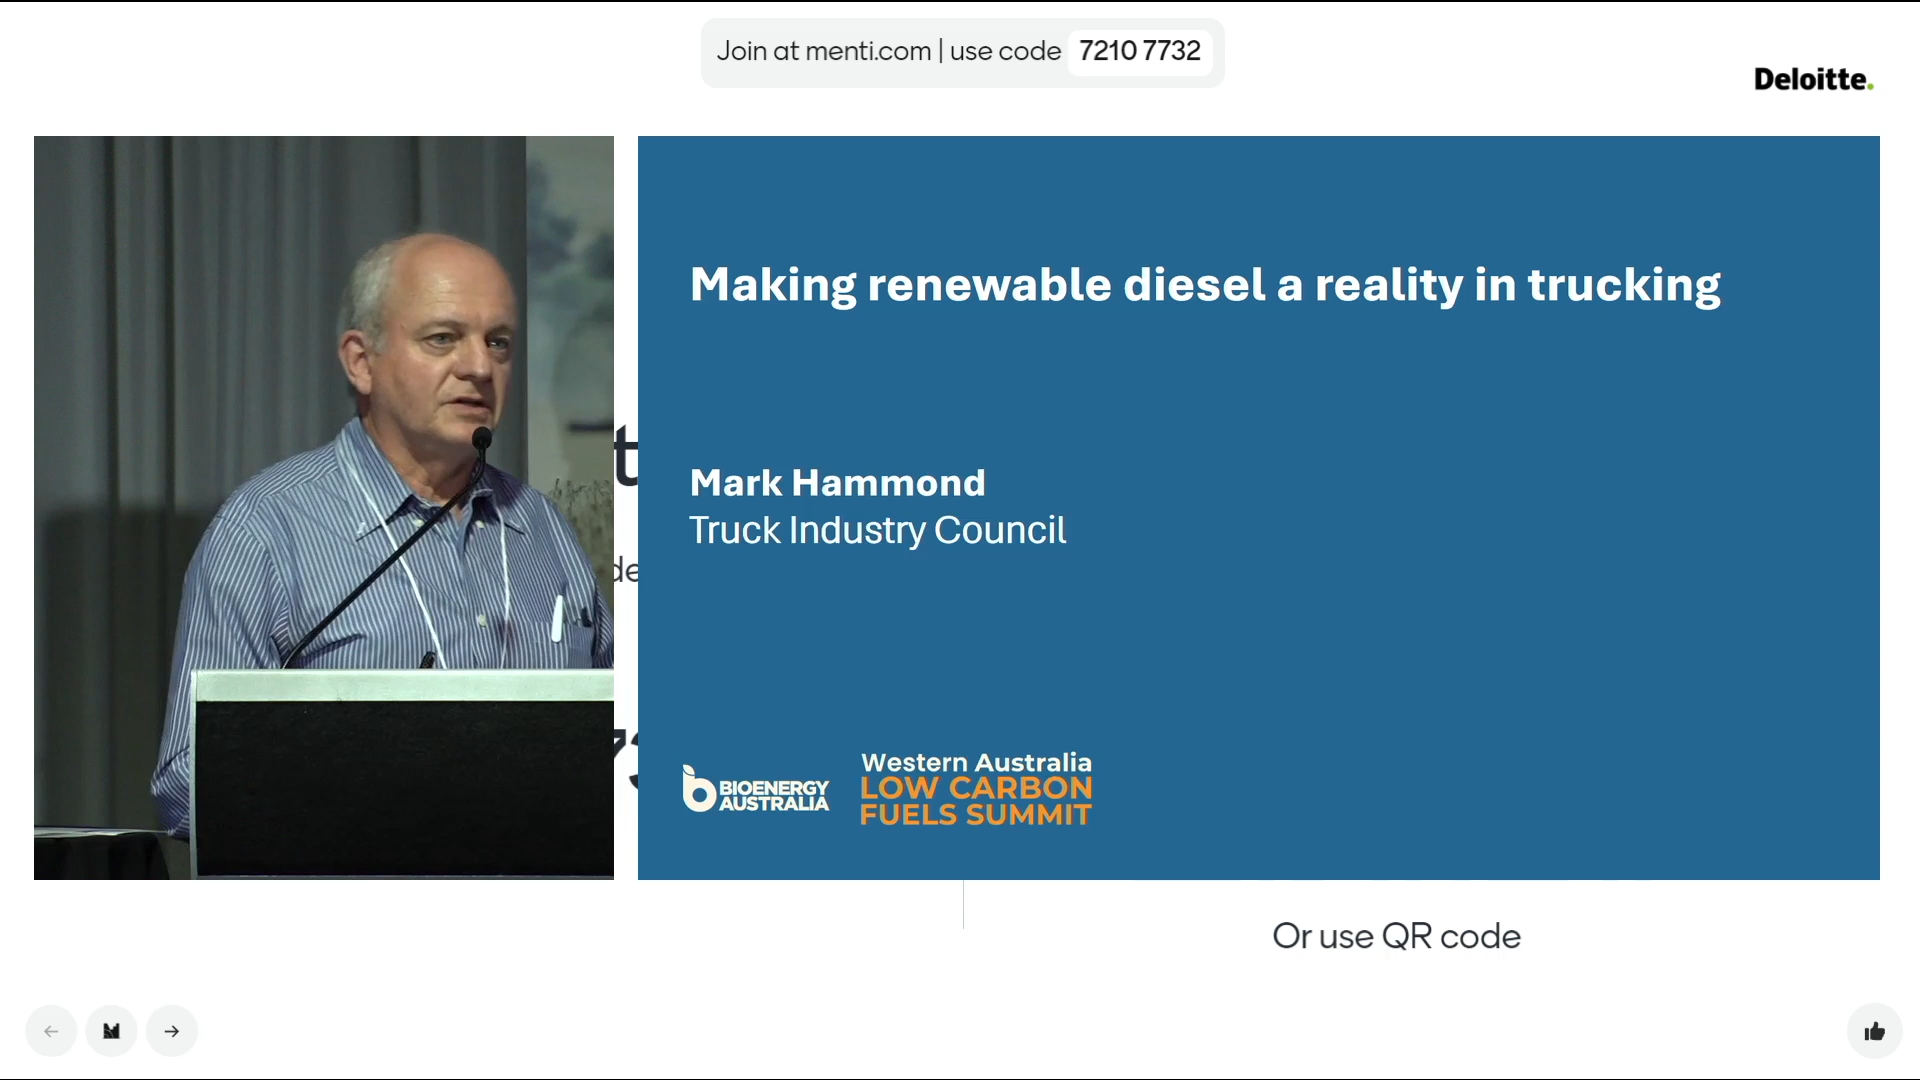 Join at menti.com | use code 7210 7732
Deloitte.
Making renewable diesel a reality in trucking
Mark Hammond
Truck Industry Council
BIOENERGY
AUSTRALIA
Western Australia
LOW CARBON
FUELS SUMMIT
Or use QR code